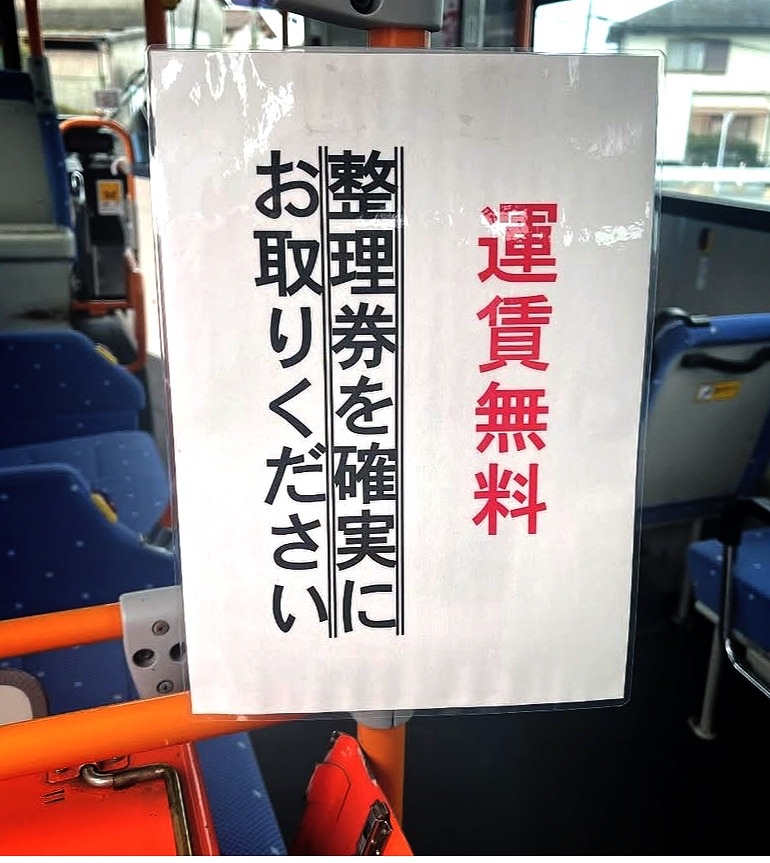 運賃無料
整理券を確実に
お取りください